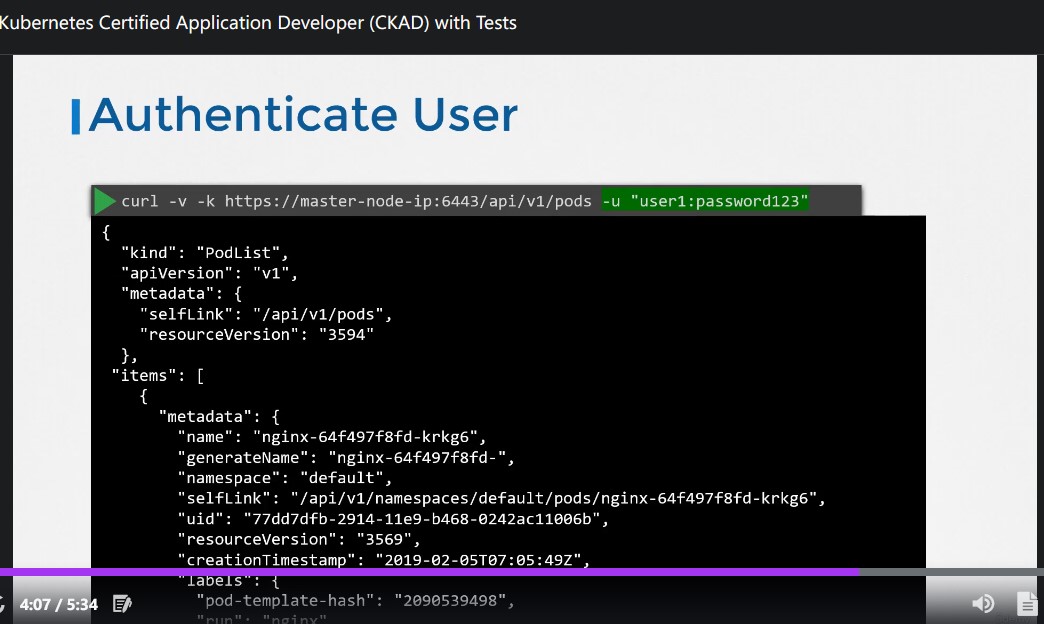 Kubernetes Certified Application Developer (CKAD) with Tests
Authenticate User
curl -v -k https://master-node-ip:6443/api/v1/pods -u "user1:password123"
{
"kind": "PodList",
"apiVersion": "v1",
"metadata": {
"selfLink": "/api/v1/pods",
"resourceVersion": "3594"
},
"items": [
{
"metadata": {
"name": "nginx-64f497f8fd-krkg6",
"generateName": "nginx-64f497f8fd-",
"namespace": "default",
"selfLink": "/api/v1/namespaces/default/pods/nginx-64f497f8fd-krkg6",
"uid": "77dd7dfb-2914-11e9-b468-0242ac11006b",
"resourceVersion": "3569",
"creationTimestamp": "2019-02-05T07:05:49Z",
"labels": {
4:07 / 5:34
"pod-template-hash": "2090539498",
"run": "nginx"